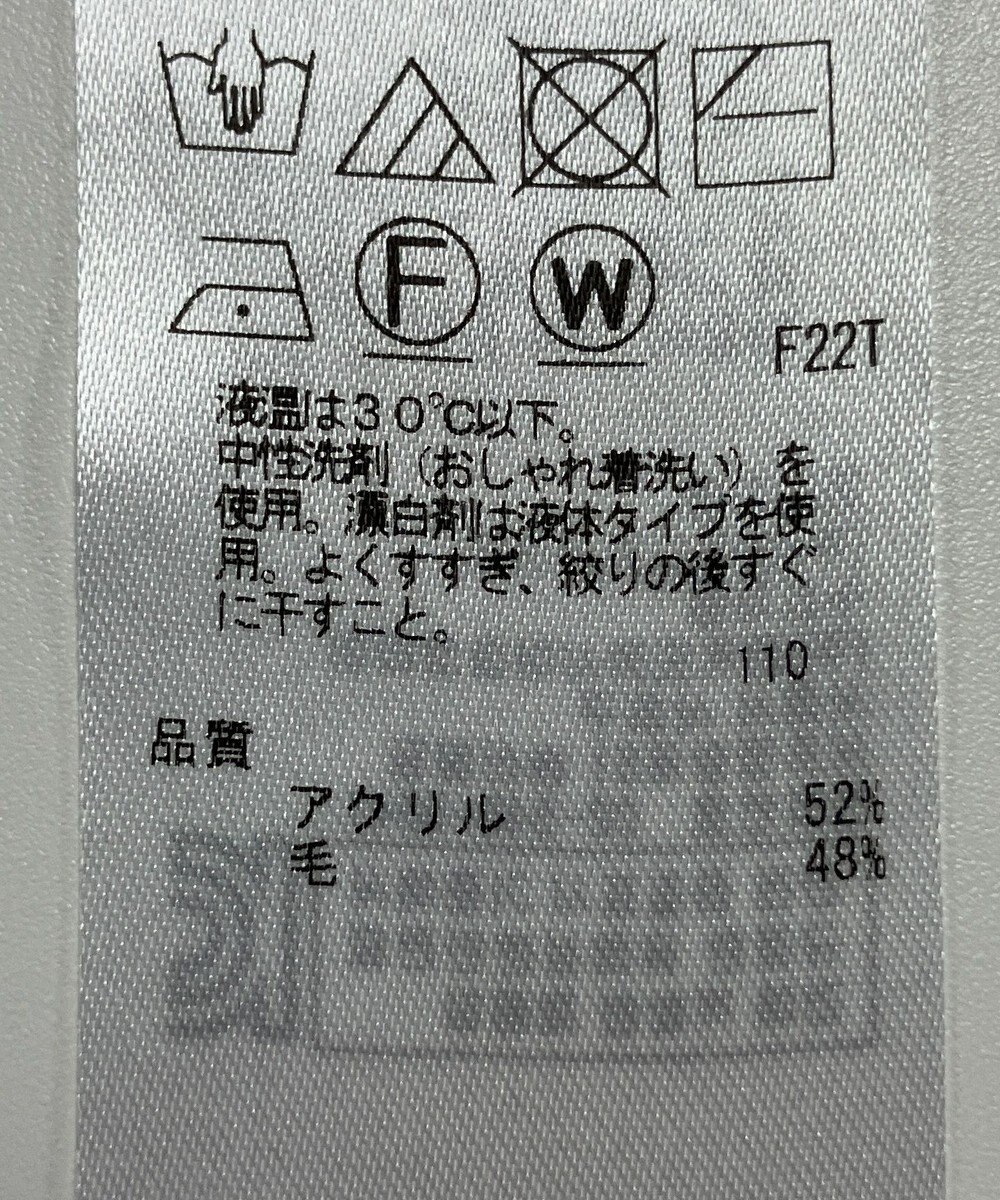 F
W
F22T
液温は30℃以下。
中性洗剤(おしゃれ着洗い)を
使用。漂白剤は液体タイプを使
用。よくすすぎ、絞りの後すぐ
に干すこと。
110
品質
アクリル 52%
毛 48%